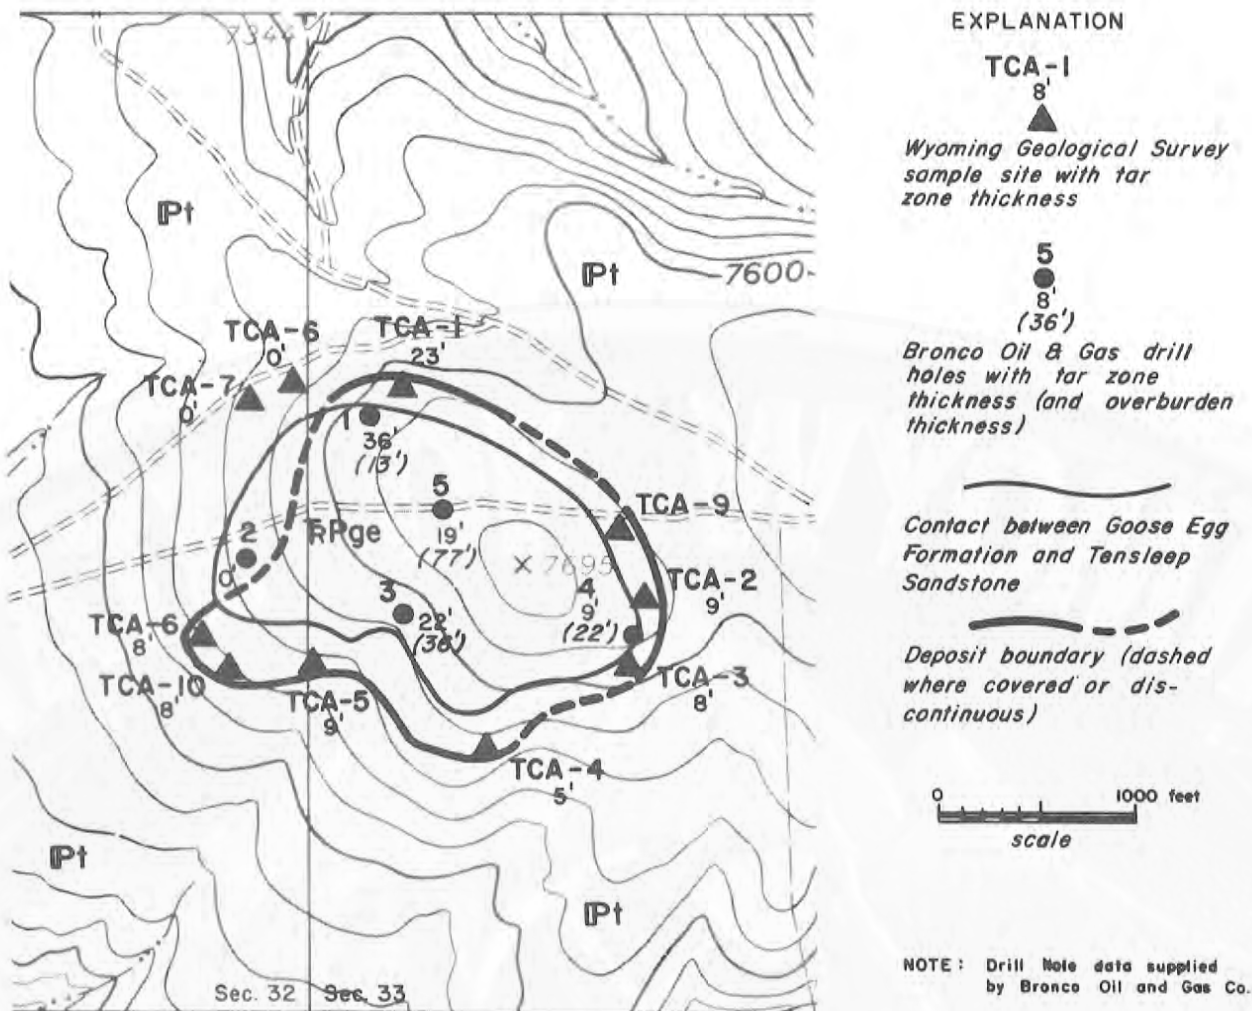 7344
EXPLANATION
TCA-1
8'
Wyoming Geological Survey
sample site with tar
zone thickness
5
8'
(36')
Bronco Oil & Gas drill
holes with tar zone
thickness (and overburden
thickness)
Contact between Goose Egg
Formation and Tensleep
Sandstone
Deposit boundary (dashed
where covered or dis-
continuous)
0 1000 feet
scale
NOTE: Drill Note data supplied
by Bronco Oil and Gas Co.
ℙt
ℙt
7600
TCA-6
0'
TCA-1
23'
TCA-7
0'
1
36'
(13')
5
19'
(77')
TCA-9
2
0'
TRPge
7695
TCA-2
9'
3
22'
(36')
4
9'
(22')
TCA-6
8'
TCA-10
8'
TCA-5
9'
TCA-3
8'
TCA-4
5'
ℙt
ℙt
Sec. 32 Sec. 33